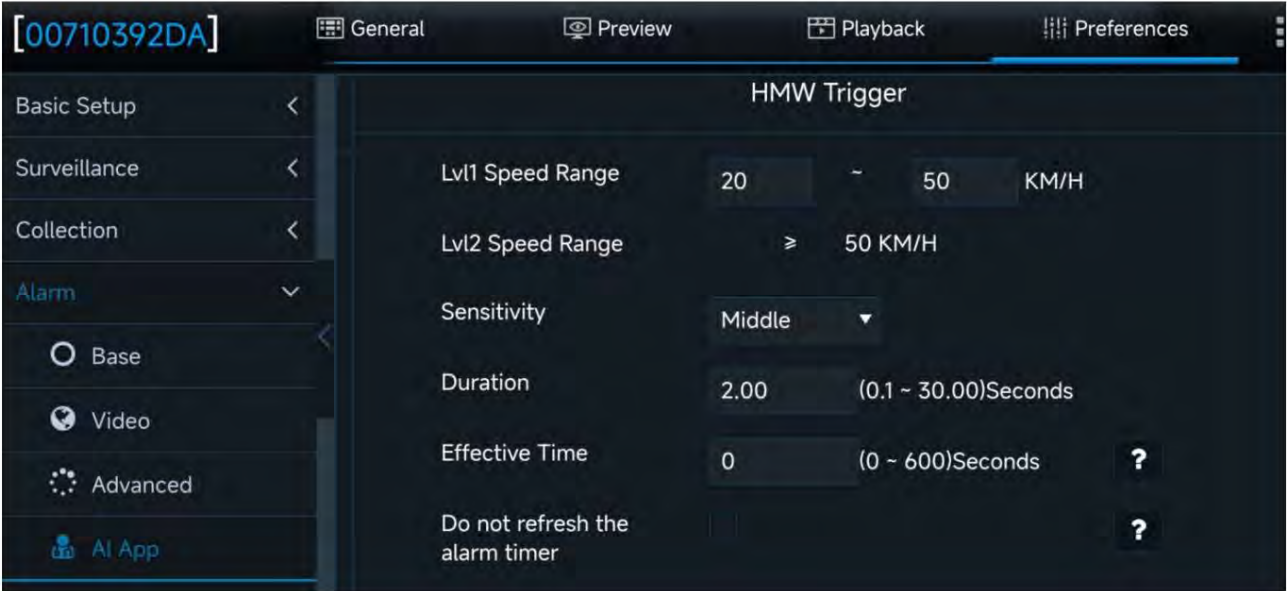 [00710392DA]
General
Preview
Playback
Preferences
Basic Setup
Surveillance
Collection
Alarm
Base
Video
Advanced
AI App
HMW Trigger
Lvl1 Speed Range 20 ~ 50 KM/H
Lvl2 Speed Range ≥ 50 KM/H
Sensitivity Middle
Duration 2.00 (0.1 ~ 30.00)Seconds
Effective Time 0 (0 ~ 600)Seconds ?
Do not refresh the
alarm timer ?